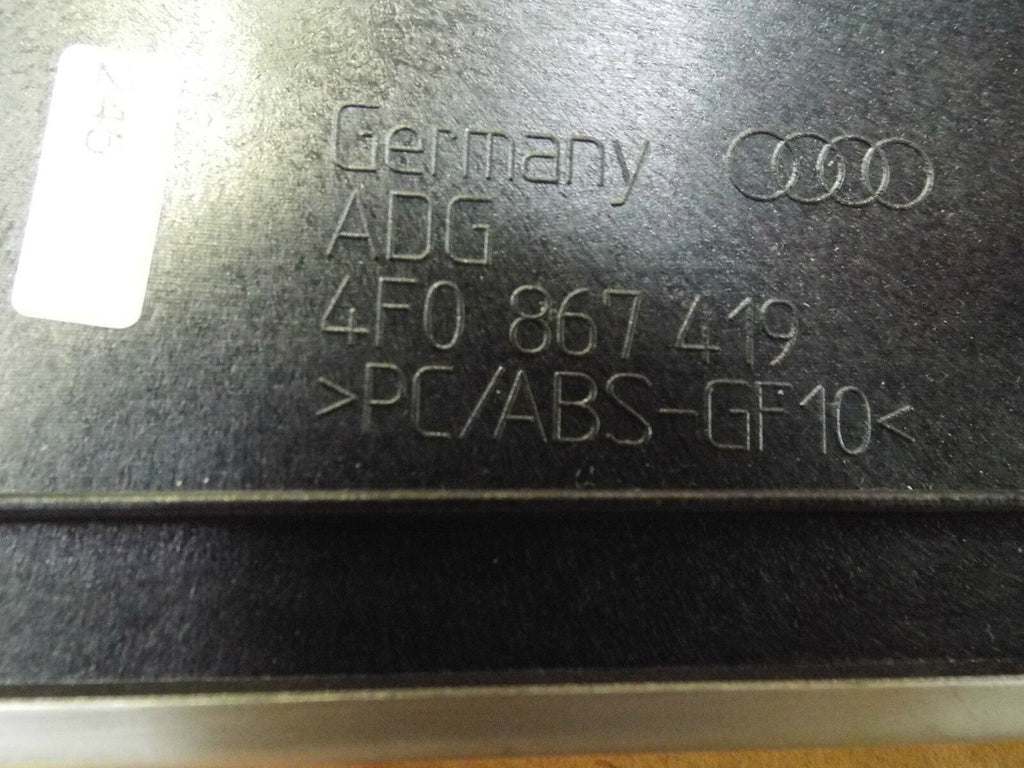 Germany
ADG
4F0 867 419
>PC/ABS-GF10<